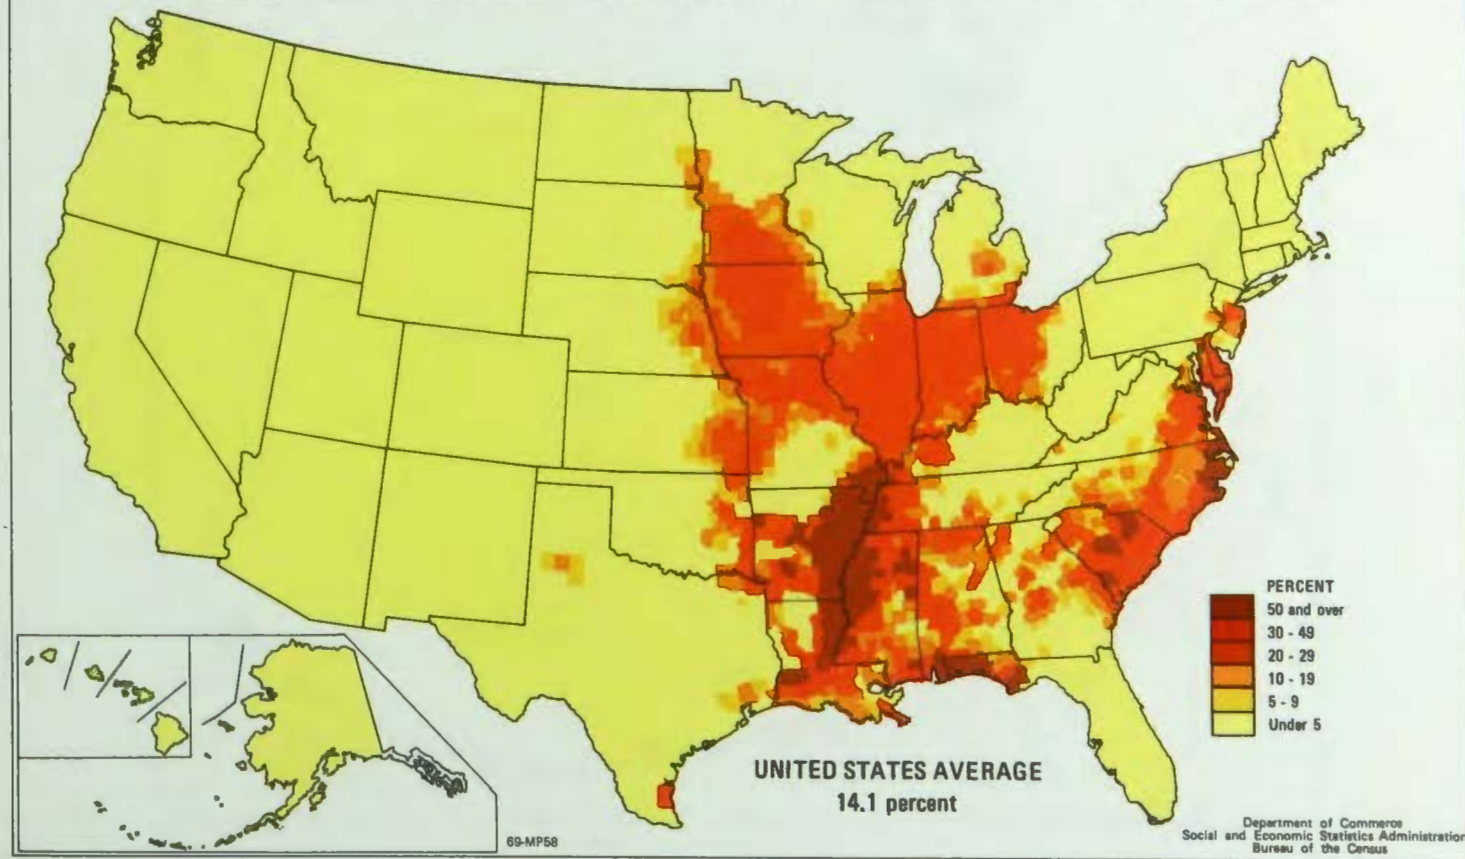 PERCENT
50 and over
30 - 49
20 - 29
10 - 19
5 - 9
Under 5
UNITED STATES AVERAGE
14.1 percent
69-MP58
Department of Commerce
Social and Economic Statistics Administration
Bureau of the Census